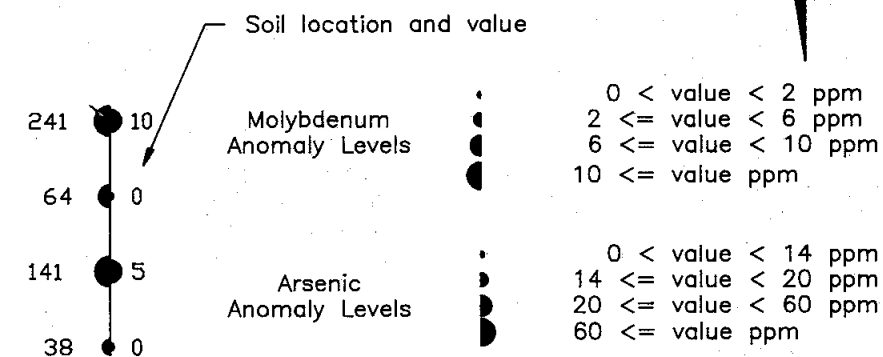 Soil location and value
241 10
64 0
141 5
38 0
Molybdenum
Anomaly Levels
0 < value < 2 ppm
2 <= value < 6 ppm
6 <= value < 10 ppm
10 <= value ppm
Arsenic
Anomaly Levels
0 < value < 14 ppm
14 <= value < 20 ppm
20 <= value < 60 ppm
60 <= value ppm